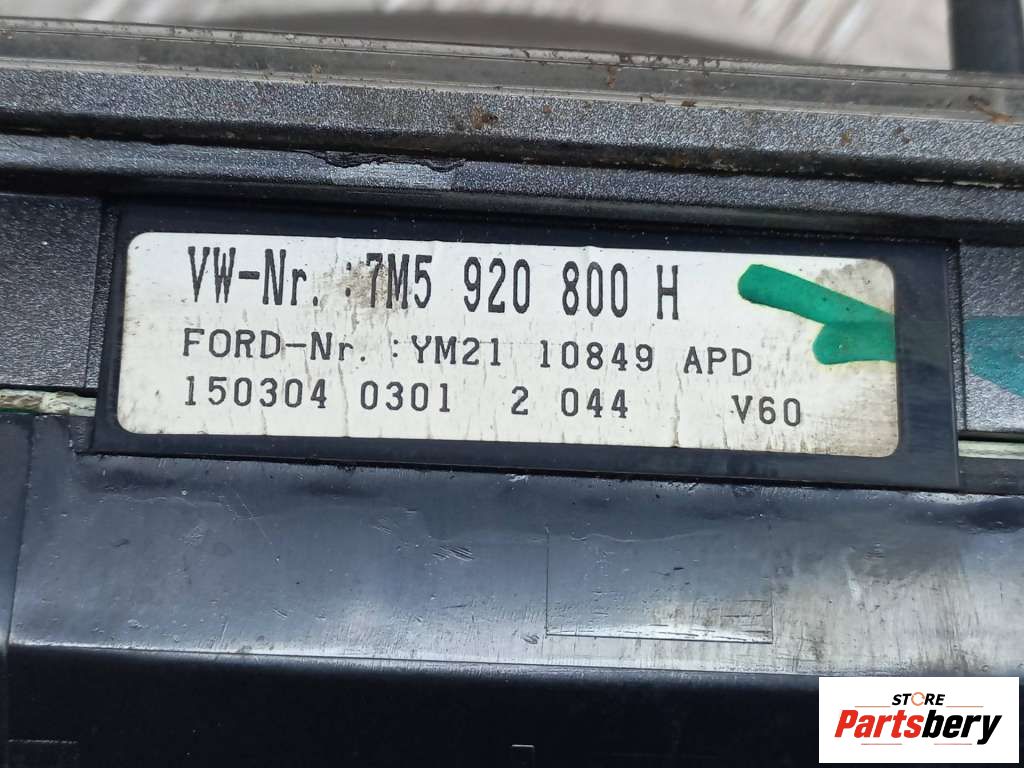 VW-Nr. :7M5 920 800 H
FORD-Nr. :YM21 10849 APD
150304 0301 2 044 V60
STORE
Partsbery